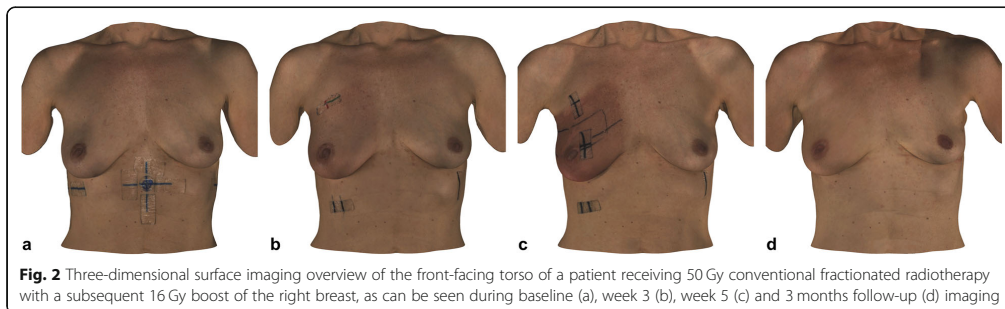 a
b
c
d
Fig. 2 Three-dimensional surface imaging overview of the front-facing torso of a patient receiving 50 Gy conventional fractionated radiotherapy
with a subsequent 16 Gy boost of the right breast, as can be seen during baseline (a), week 3 (b), week 5 (c) and 3 months follow-up (d) imaging